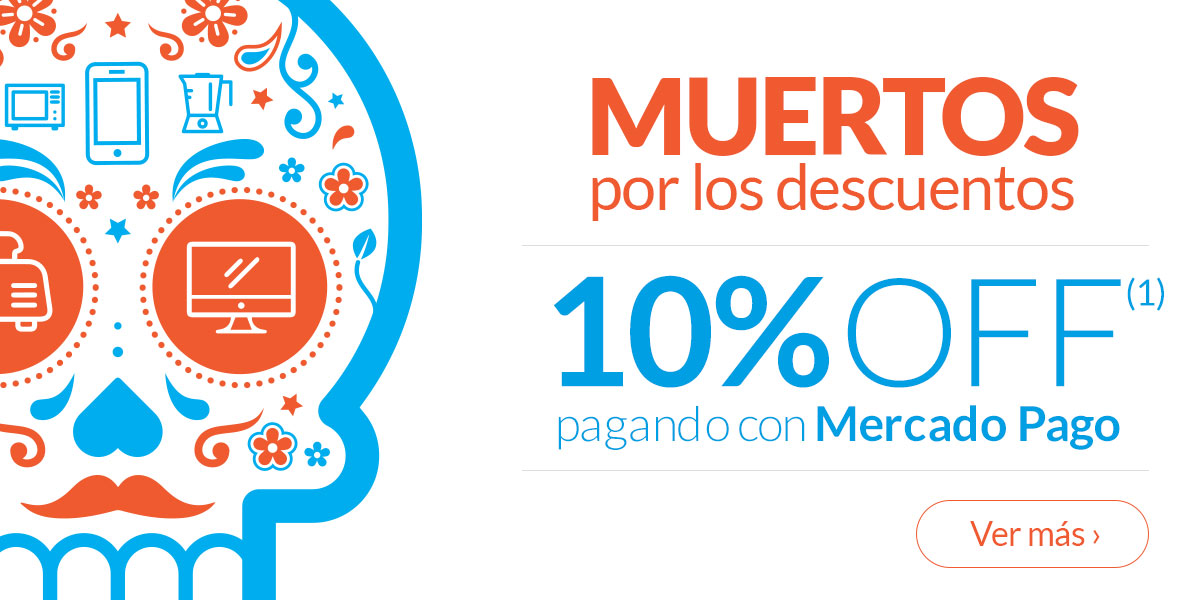 MUERTOS
por los descuentos
10%OFF(1)
pagando con Mercado Pago
Ver más ›